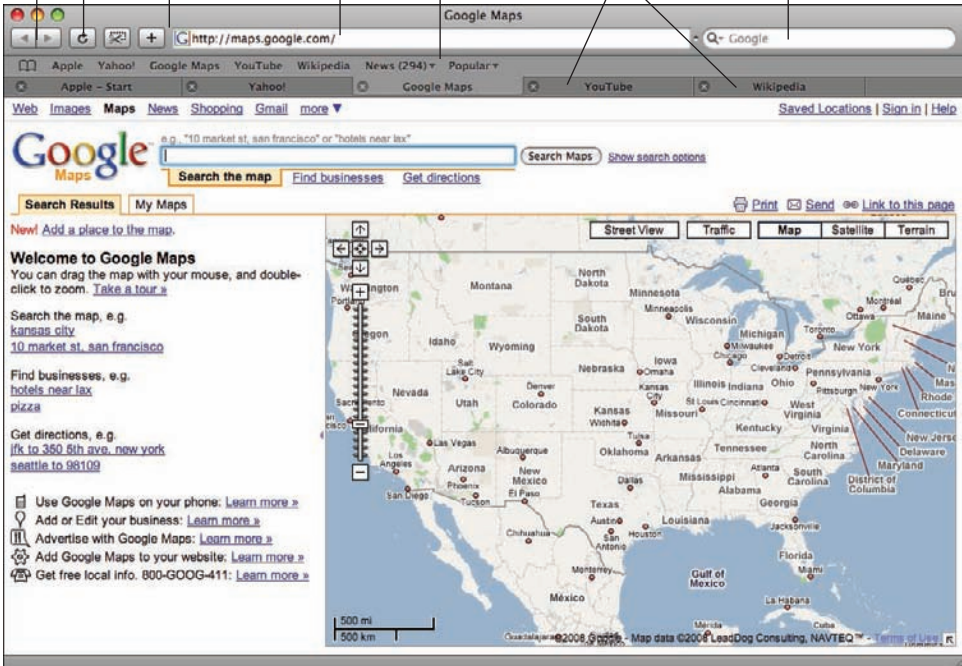 Google Maps
http://maps.google.com/
Google
Apple Yahoo! Google Maps YouTube Wikipedia News (294) Popular
Apple – Start Yahoo! Google Maps YouTube Wikipedia
Web Images Maps News Shopping Gmail more ▼
Saved Locations | Sign in | Help
e.g., "10 market st, san francisco" or "hotels near lax"
Google Maps
Search Maps Show search options
Search the map Find businesses Get directions
Search Results My Maps
Print Send Link to this page
New! Add a place to the map.
Welcome to Google Maps
You can drag the map with your mouse, and double-
click to zoom. Take a tour »
Search the map, e.g.
kansas city
10 market st, san francisco
Find businesses, e.g.
hotels near lax
pizza
Get directions, e.g.
jfk to 350 5th ave, new york
seattle to 98109
Use Google Maps on your phone: Learn more »
Add or Edit your business: Learn more »
Advertise with Google Maps: Learn more »
Add Google Maps to your website: Learn more »
Get free local info. 800-GOOG-411: Learn more »
Street View Traffic Map Satellite Terrain
Montana
North
Dakota
Minnesota
Minneapolis
Québec
Montréal
Ottawa
Maine
South
Dakota
Wisconsin
Michigan
Toronto
New York
Idaho
Wyoming
Milwaukee
Chicago
Detroit
Salt
Lake City
Nebraska
Iowa
Omaha
Cleveland
Pennsylvania
Pittsburgh
New York
Nevada
Utah
Denver
Colorado
Kansas
City
Illinois Indiana Ohio
Rhode
Connecticut
Kansas
Wichita
Missouri
St Louis
Cincinnati
West
Virginia
Kentucky
Virginia
New Jerse
Delaware
Maryland
District of
Columbia
Las Vegas
Albuquerque
Tulsa
Oklahoma
Arkansas
Tennessee
North
Carolina
Los
Angeles
Arizona
Phoenix
New
Mexico
Mississippi
Atlanta
South
Carolina
San Diego
Tucson
El Paso
Dallas
Alabama
Georgia
Texas
Austin
San
Antonio
Houston
Louisiana
Jacksonville
Chihuahua
Florida
Monterrey
Gulf of
Mexico
Miami
México
La Habana
Mérida
Cuba
Guadalajara
500 mi
500 km
©2008 Google - Map data ©2008 LeadDog Consulting, NAVTEQ™ - Terms of Use